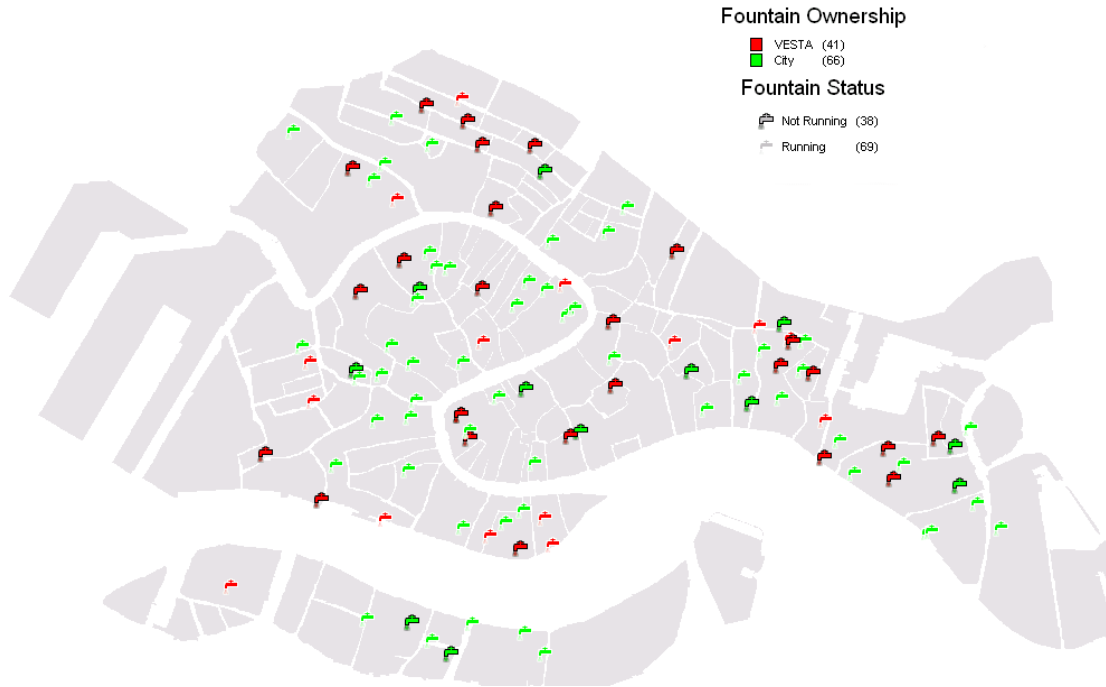 Fountain Ownership
VESTA (41)
City (66)
Fountain Status
Not Running (38)
Running (69)